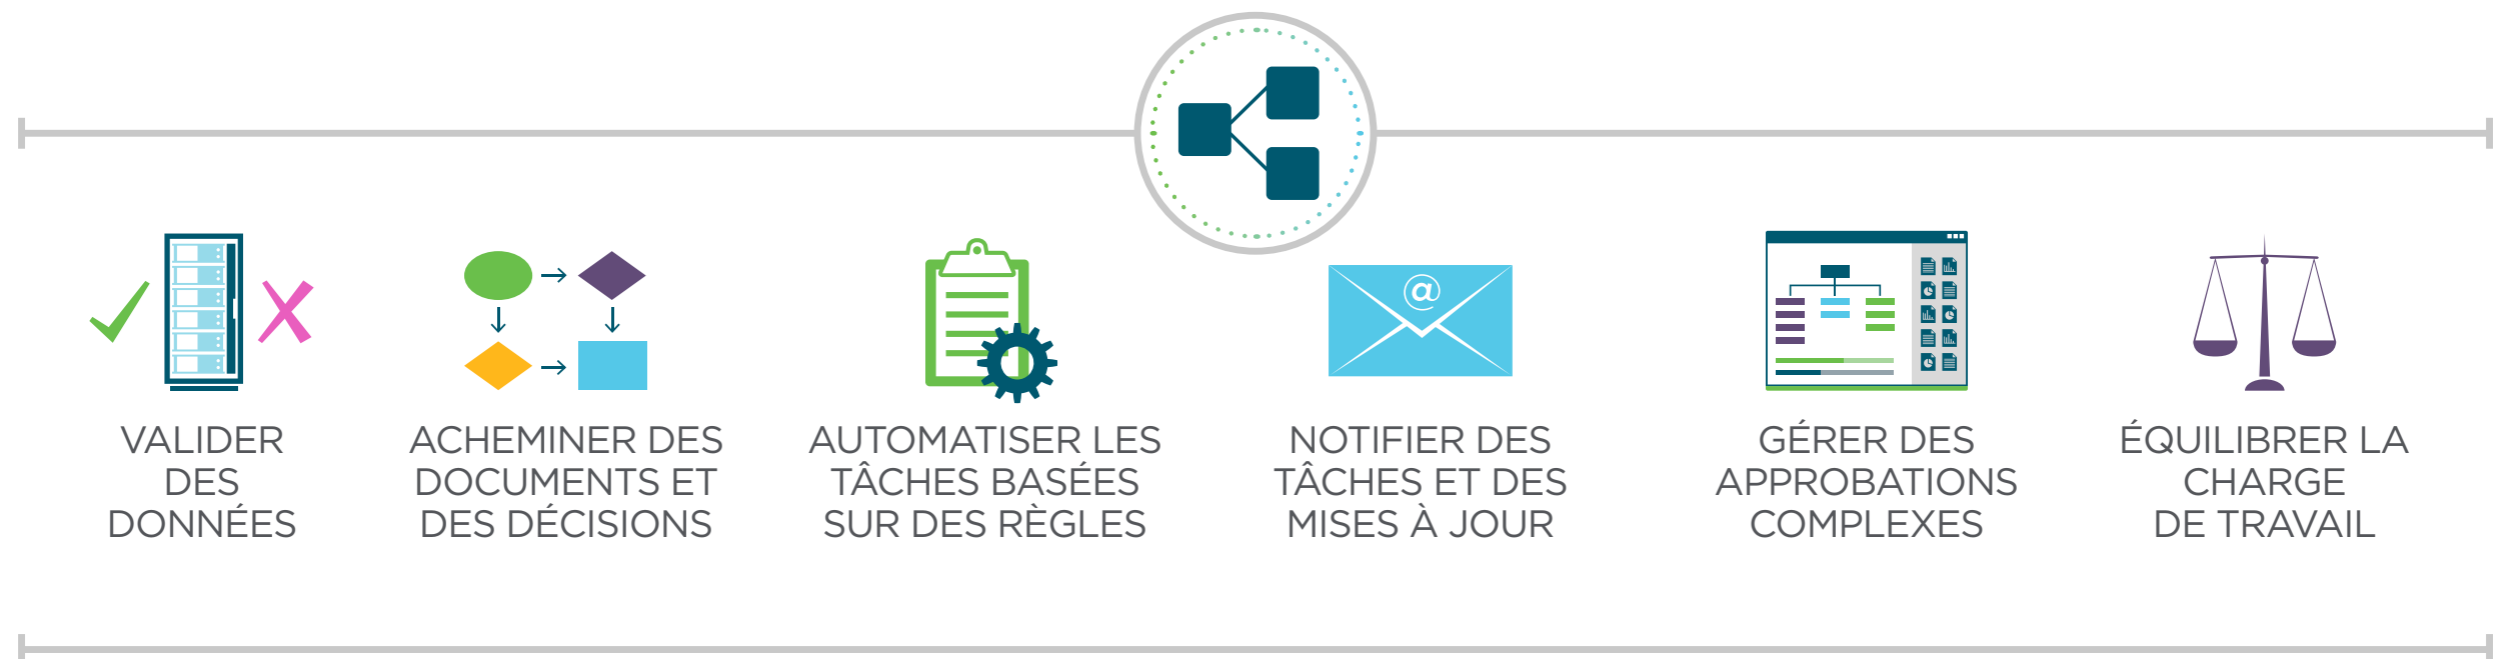 @
VALIDER
DES
DONNÉES
ACHEMINER DES
DOCUMENTS ET
DES DÉCISIONS
AUTOMATISER LES
TÂCHES BASÉES
SUR DES RÈGLES
NOTIFIER DES
TÂCHES ET DES
MISES À JOUR
GÉRER DES
APPROBATIONS
COMPLEXES
ÉQUILIBRER LA
CHARGE
DE TRAVAIL